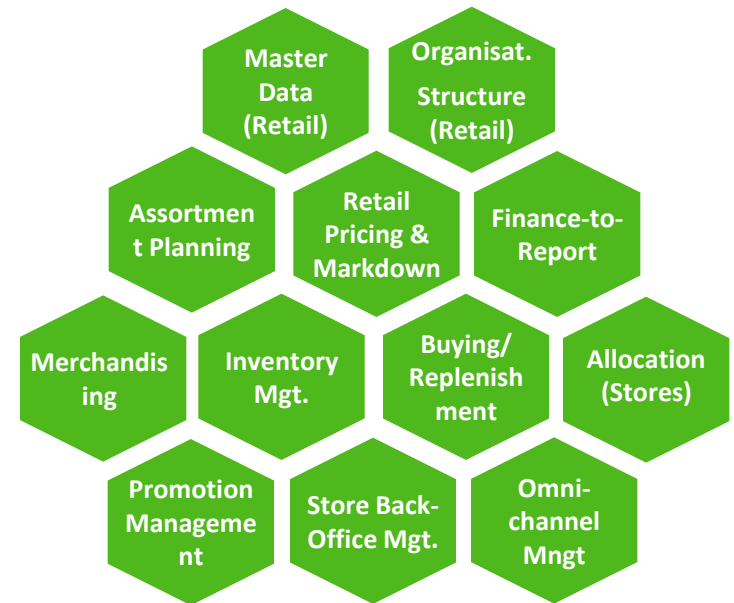 Master
Data
(Retail)
Organisat.
Structure
(Retail)
Assortmen
t Planning
Retail
Pricing &
Markdown
Finance-to-
Report
Merchandis
ing
Inventory
Mgt.
Buying/
Replenish
ment
Allocation
(Stores)
Promotion
Manageme
nt
Store Back-
Office Mgt.
Omni-
channel
Mngt